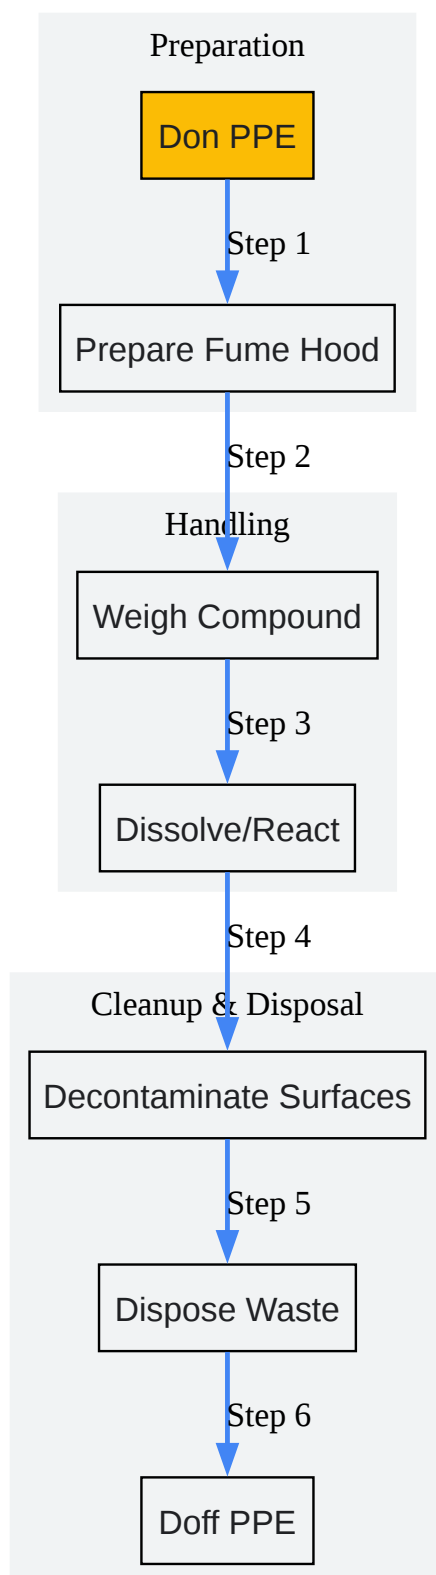 Preparation
Don PPE
Step 1
Prepare Fume Hood
Step 2
Handling
Weigh Compound
Step 3
Dissolve/React
Step 4
Cleanup & Disposal
Decontaminate Surfaces
Step 5
Dispose Waste
Step 6
Doff PPE